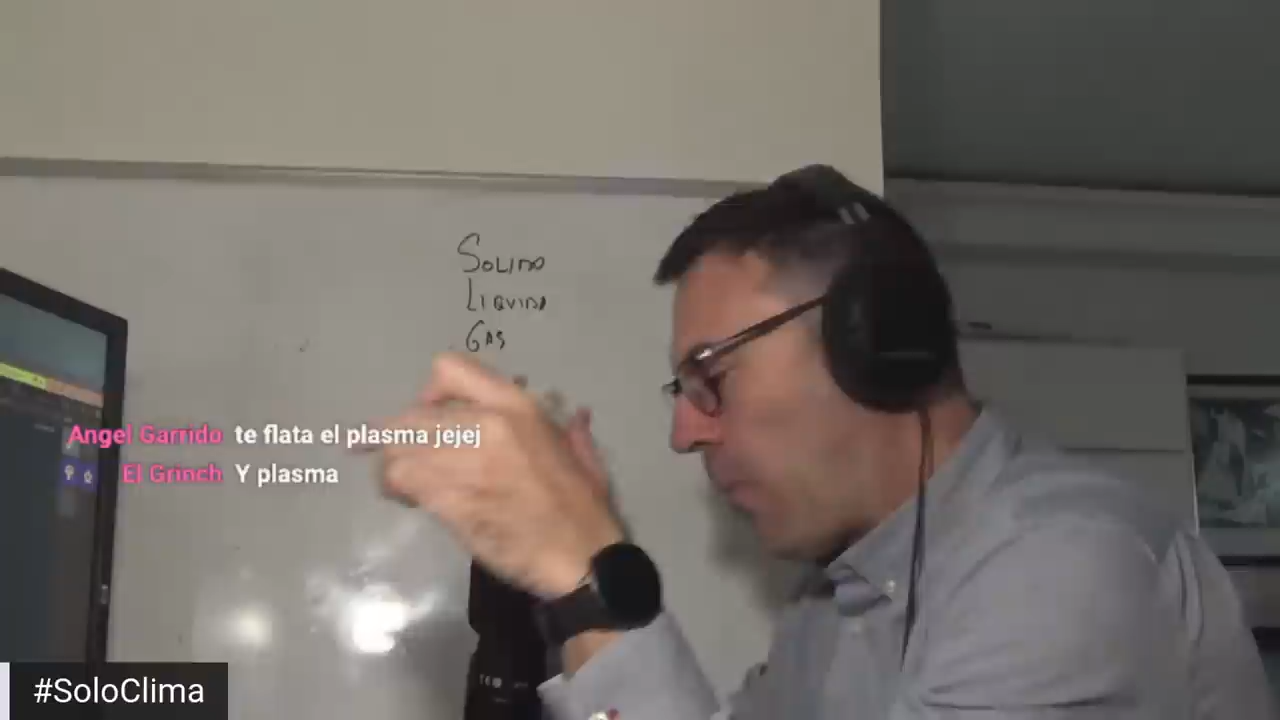 SOLIDO
LIQUIDO
GAS
Angel Garrido te flata el plasma jejej
El Grinch Y plasma
#SoloClima